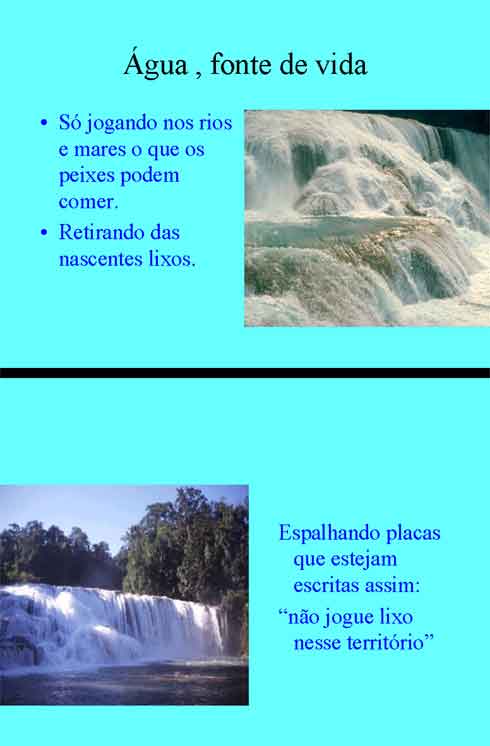 Água , fonte de vida
• Só jogando nos rios
e mares o que os
peixes podem
comer.
• Retirando das
nascentes lixos.
Espalhando placas
que estejam
escritas assim:
“não jogue lixo
nesse território”